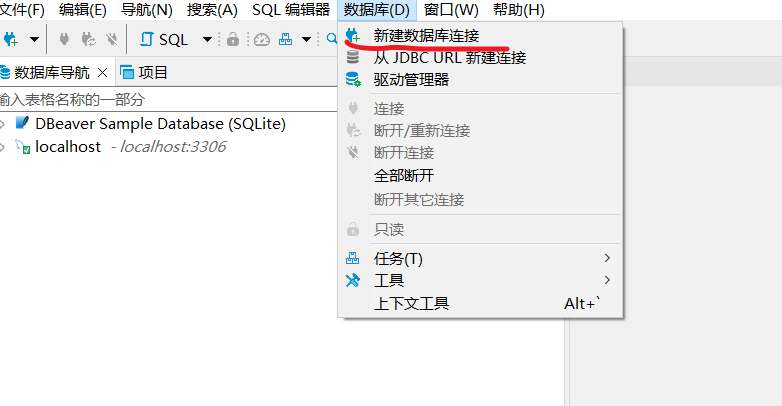 文件(F) 编辑(E) 导航(N) 搜索(A) SQL 编辑器 数据库(D) 窗口(W) 帮助(H)
SQL
数据库导航 项目
输入表格名称的一部分
DBeaver Sample Database (SQLite)
localhost - localhost:3306
新建数据库连接
从 JDBC URL 新建连接
驱动管理器
连接
断开/重新连接
断开连接
全部断开
断开其它连接
只读
任务(T)
工具
上下文工具 Alt+`